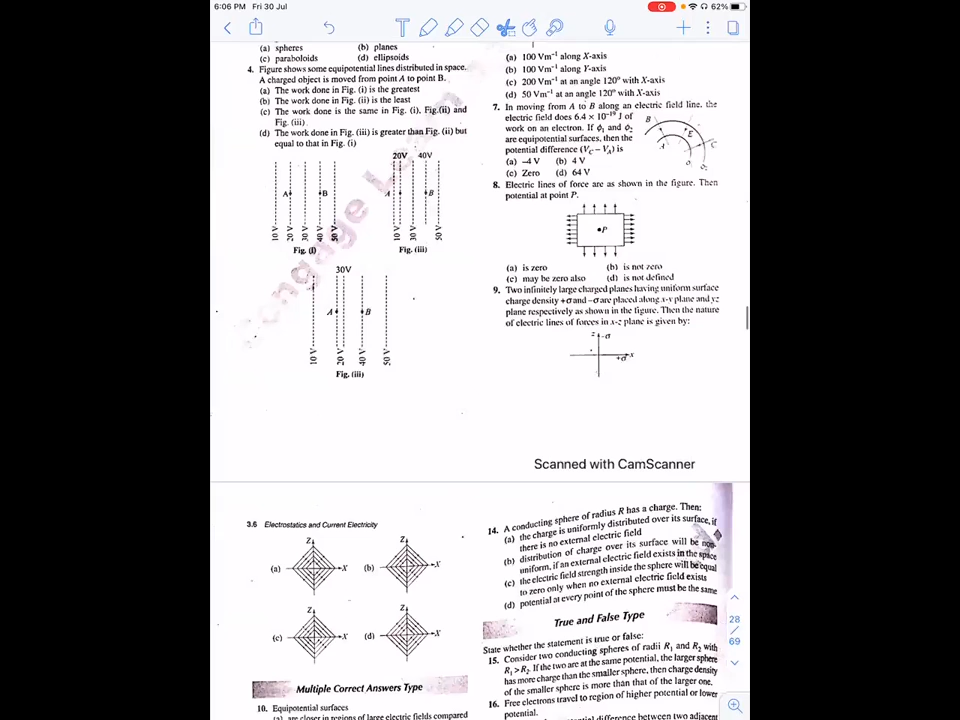 6:06 PM Fri 30 Jul
62%
(a) spheres (b) planes
(c) paraboloids (d) ellipsoids
4. Figure shows some equipotential lines distributed in space.
A charged object is moved from point A to point B.
(a) The work done in Fig. (i) is the greatest
(b) The work done in Fig. (ii) is the least
(c) The work done is the same in Fig. (i), Fig.(ii) and
Fig. (iii)
(d) The work done in Fig. (iii) is greater than Fig. (ii) but
equal to that in Fig. (i)
20V 40V
A B
A B
10 V 20 V 30 V 40 V 50 V
10 V 30 V 50 V
Fig. (i)
Fig. (iii)
30V
A B
10 V 20 V 40 V 50 V
Fig. (iii)
(a) 100 Vm⁻¹ along X-axis
(b) 100 Vm⁻¹ along Y-axis
(c) 200 Vm⁻¹ at an angle 120° with X-axis
(d) 50 Vm⁻¹ at an angle 120° with X-axis
7. In moving from A to B along an electric field line, the
electric field does 6.4 × 10⁻¹⁹ J of
work on an electron. If ϕ₁ and ϕ₂
are equipotential surfaces, then the
potential difference (V_C − V_A) is
(a) −4 V (b) 4 V
(c) Zero (d) 64 V
B E C A
8. Electric lines of force are as shown in the figure. Then
potential at point P.
P
(a) is zero (b) is not zero
(c) may be zero also (d) is not defined
9. Two infinitely large charged planes having uniform surface
charge density +σ and −σ are placed along x-y plane and yz
plane respectively as shown in the figure. Then the nature
of electric lines of forces in x-z plane is given by:
z −σ
+σ x
Scanned with CamScanner
3.6 Electrostatics and Current Electricity
Z Z
(a) X (b) X
Z Z
(c) X (d) X
Multiple Correct Answers Type
10. Equipotential surfaces
(a) are closer in regions of large electric fields compared
14. A conducting sphere of radius R has a charge. Then:
(a) the charge is uniformly distributed over its surface, if
there is no external electric field
(b) distribution of charge over its surface will be non-
uniform, if an external electric field exists in the space
(c) the electric field strength inside the sphere will be equal
to zero only when no external electric field exists
(d) potential at every point of the sphere must be the same
True and False Type
State whether the statement is true or false:
15. Consider two conducting spheres of radii R₁ and R₂ with
R₁ > R₂. If the two are at the same potential, the larger sphere
has more charge than the smaller sphere, then charge density
of the smaller sphere is more than that of the larger one.
16. Free electrons travel to region of higher potential or lower
potential.
difference between two adjacent
28
69